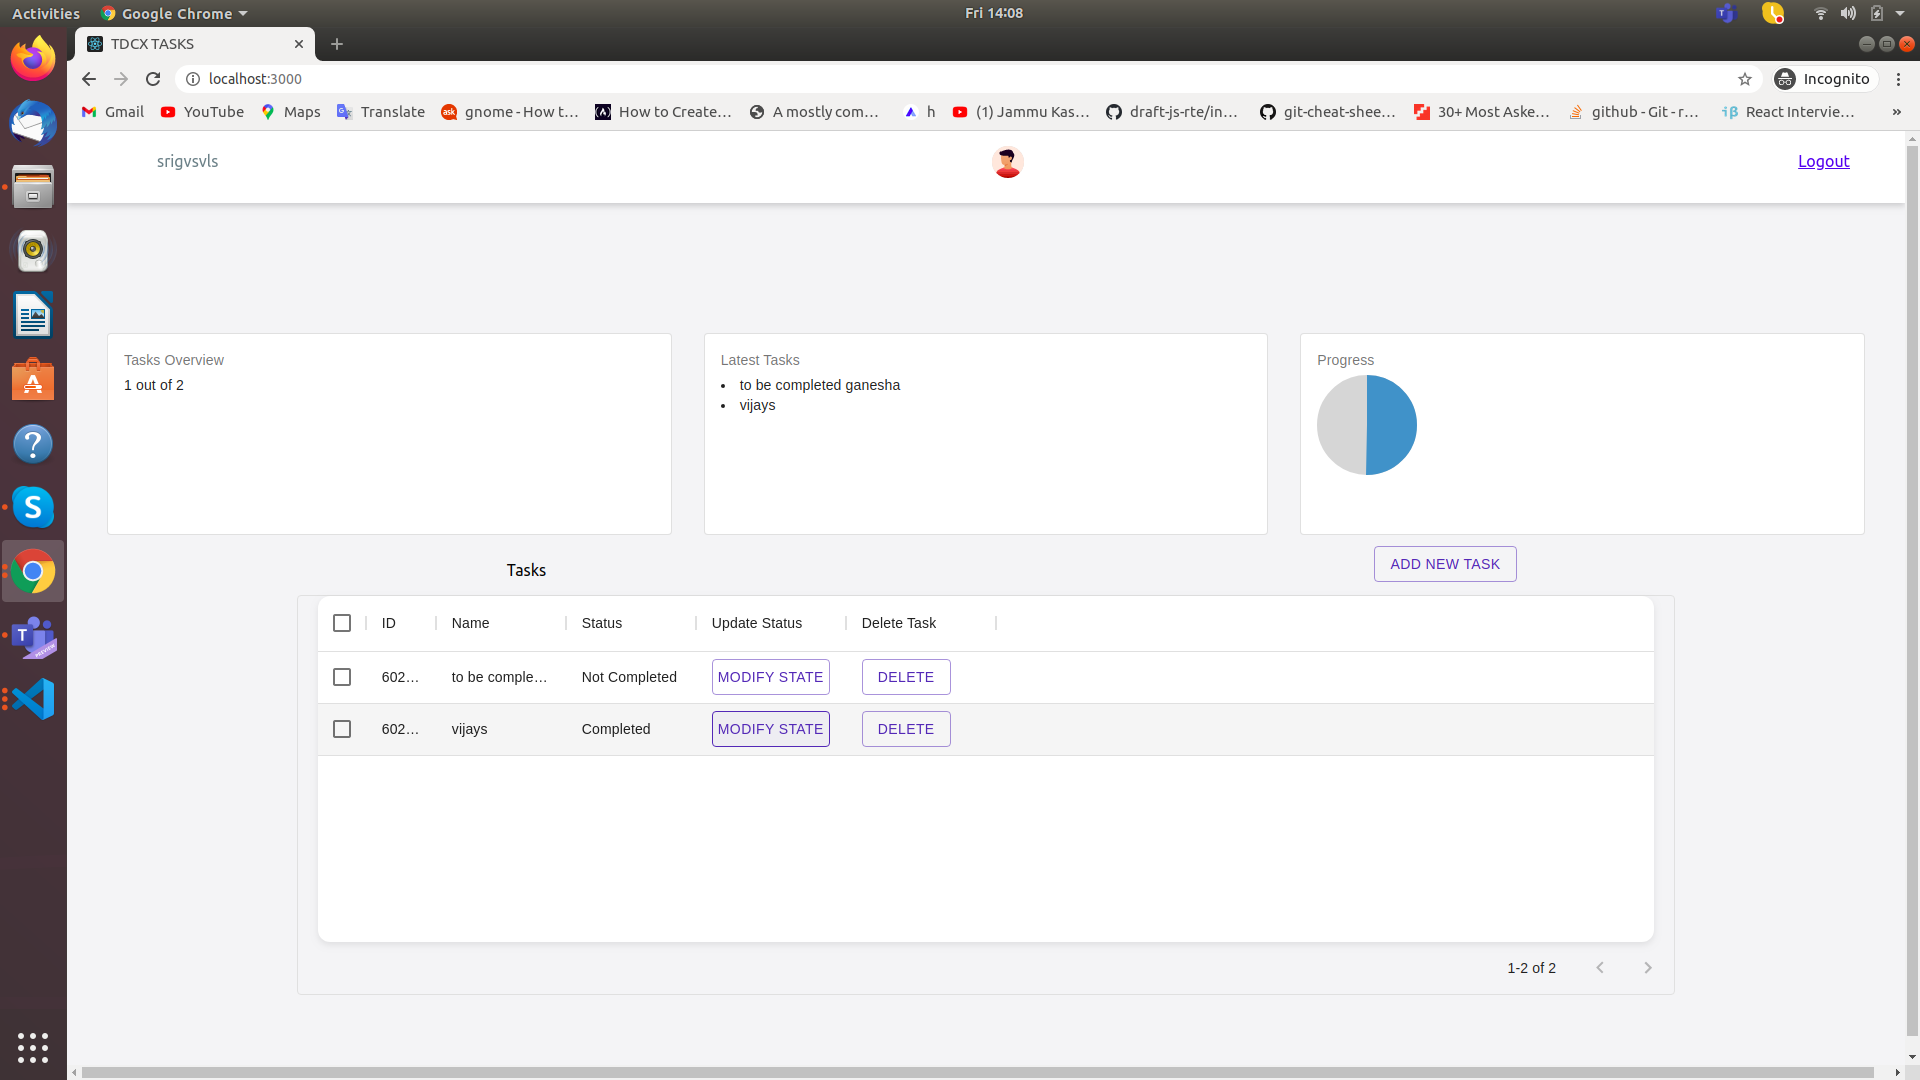 Activities Google Chrome Fri 14:08
TDCX TASKS
localhost:3000 Incognito
Gmail YouTube Maps Translate gnome - How t... How to Create... A mostly com... h (1) Jammu Kas... draft-js-rte/in... git-cheat-shee... 30+ Most Aske... github - Git - r... React Intervie... »
srigvsvls Logout
Tasks Overview
1 out of 2
Latest Tasks
• to be completed ganesha
• vijays
Progress
Tasks ADD NEW TASK
ID Name Status Update Status Delete Task
602... to be comple... Not Completed MODIFY STATE DELETE
602... vijays Completed MODIFY STATE DELETE
1-2 of 2